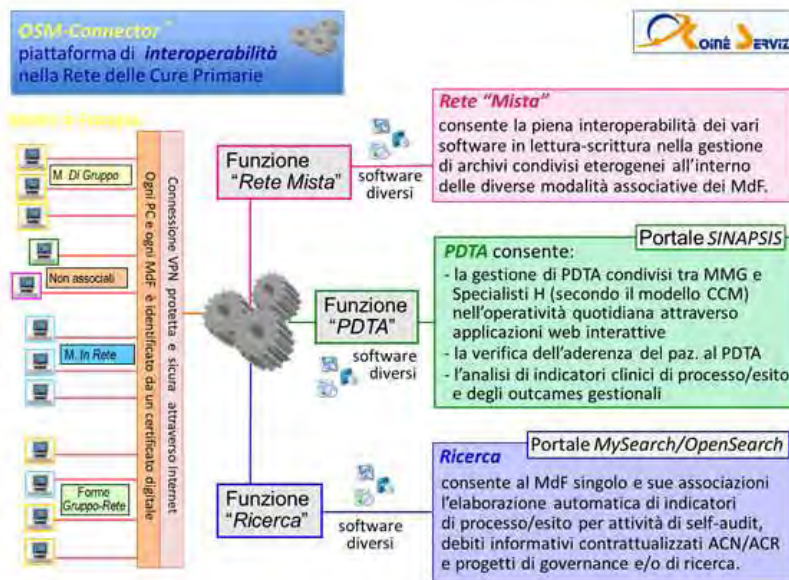 OSM-Connector
piattaforma di interoperabilità
nella Rete delle Cure Primarie
Koinè Servizi
M. Di Gruppo
Non associati
M. In Rete
Forme
Gruppo-Rete
Ogni PC e ogni MdF è identificato da un certificato digitale
Connessione VPN protetta e sicura attraverso Internet
Funzione
“Rete Mista”
software
diversi
Rete “Mista”
consente la piena interoperabilità dei vari
software in lettura-scrittura nella gestione
di archivi condivisi eterogenei all’interno
delle diverse modalità associative dei MdF.
Funzione
“PDTA”
software
diversi
Portale SINAPSIS
PDTA consente:
- la gestione di PDTA condivisi tra MMG e
Specialisti H (secondo il modello CCM)
nell’operatività quotidiana attraverso
applicazioni web interattive
- la verifica dell’aderenza del paz. al PDTA
- l’analisi di indicatori clinici di processo/esito
e degli outcames gestionali
Funzione
“Ricerca”
software
diversi
Portale MySearch/OpenSearch
Ricerca
consente al MdF singolo e sue associazioni
l’elaborazione automatica di indicatori
di processo/esito per attività di self-audit,
debiti informativi contrattualizzati ACN/ACR
e progetti di governance e/o di ricerca.